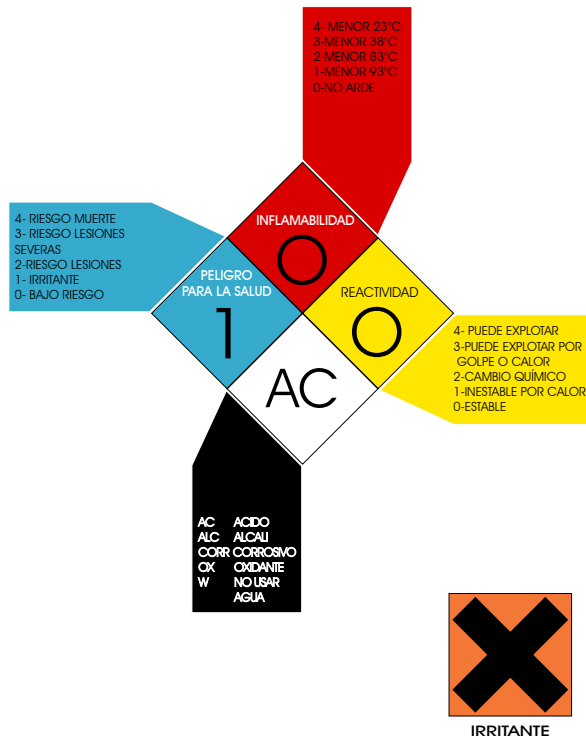 4- MENOR 23°C
3-MENOR 38°C
2-MENOR 83°C
1-MENOR 93°C
0-NO ARDE
INFLAMABILIDAD
0
4- RIESGO MUERTE
3- RIESGO LESIONES
SEVERAS
2-RIESGO LESIONES
1- IRRITANTE
0- BAJO RIESGO
PELIGRO
PARA LA SALUD
1
REACTIVIDAD
0
4- PUEDE EXPLOTAR
3-PUEDE EXPLOTAR POR
GOLPE O CALOR
2-CAMBIO QUÍMICO
1-INESTABLE POR CALOR
0-ESTABLE
AC
AC ACIDO
ALC ALCALI
CORR CORROSIVO
OX OXIDANTE
W NO USAR
AGUA
IRRITANTE